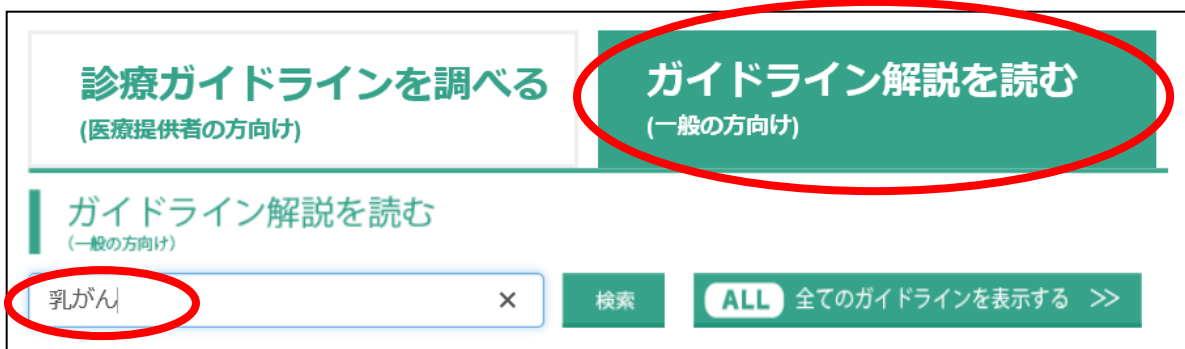 診療ガイドラインを調べる
(医療提供者の方向け)
ガイドライン解説を読む
(一般の方向け)
ガイドライン解説を読む
(一般の方向け)
乳がん ×
検索
ALL 全てのガイドラインを表示する >>